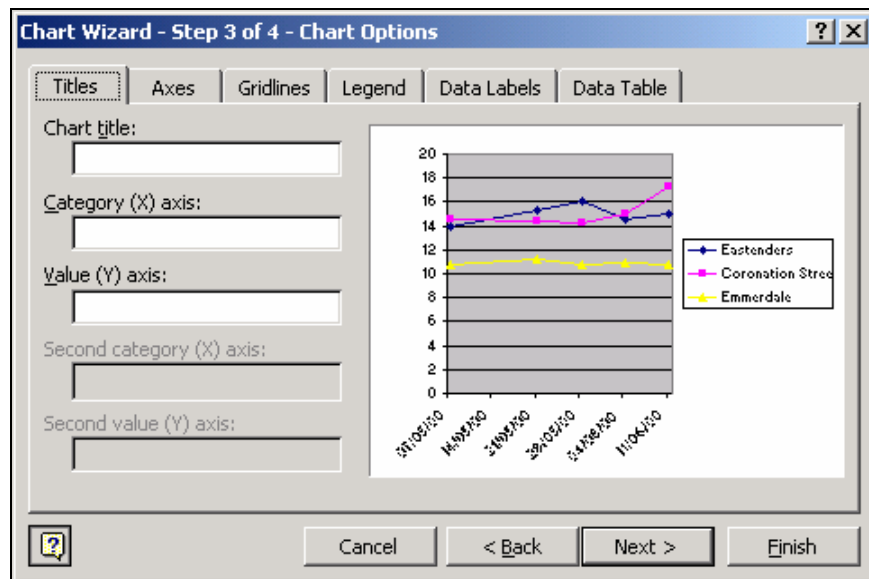 Chart Wizard - Step 3 of 4 - Chart Options
Titles Axes Gridlines Legend Data Labels Data Table
Chart title:
Category (X) axis:
Value (Y) axis:
Second category (X) axis:
Second value (Y) axis:
20
18
16
14
12
10
8
6
4
2
0
Eastenders
Coronation Stree
Emmerdale
Cancel < Back Next > Finish